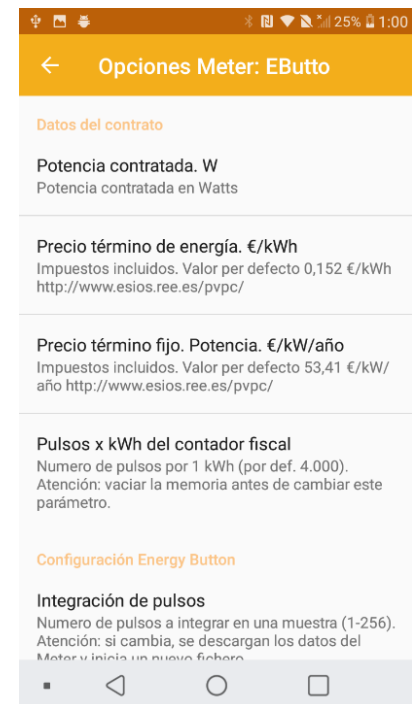 25% 1:00
Opciones Meter: EButto
Datos del contrato
Potencia contratada. W
Potencia contratada en Watts
Precio término de energía. €/kWh
Impuestos incluidos. Valor per defecto 0,152 €/kWh
http://www.esios.ree.es/pvpc/
Precio término fijo. Potencia. €/kW/año
Impuestos incluidos. Valor per defecto 53,41 €/kW/
año http://www.esios.ree.es/pvpc/
Pulsos x kWh del contador fiscal
Numero de pulsos por 1 kWh (por def. 4.000).
Atención: vaciar la memoria antes de cambiar este
parámetro.
Configuración Energy Button
Integración de pulsos
Numero de pulsos a integrar en una muestra (1-256).
Atención: si cambia, se descargan los datos del
Meter y inicia un nuevo fichero